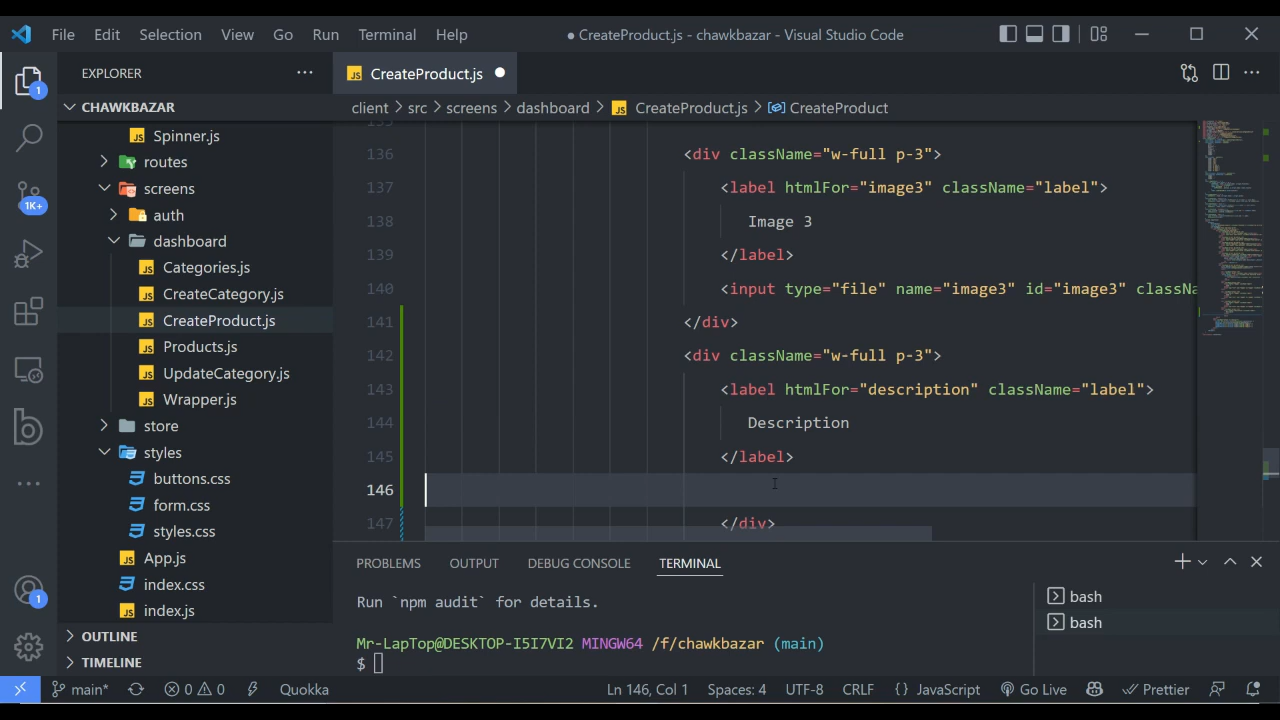 File Edit Selection View Go Run Terminal Help
● CreateProduct.js - chawkbazar - Visual Studio Code
EXPLORER
CHAWKBAZAR
Spinner.js
routes
screens
auth
dashboard
Categories.js
CreateCategory.js
CreateProduct.js
Products.js
UpdateCategory.js
Wrapper.js
store
styles
buttons.css
form.css
styles.css
App.js
index.css
index.js
OUTLINE
TIMELINE
1
1K+
1
JS CreateProduct.js
client > src > screens > dashboard > JS CreateProduct.js > CreateProduct
135
136 <div className="w-full p-3">
137 <label htmlFor="image3" className="label">
138 Image 3
139 </label>
140 <input type="file" name="image3" id="image3" classNa
141 </div>
142 <div className="w-full p-3">
143 <label htmlFor="description" className="label">
144 Description
145 </label>
146
147 </div>
PROBLEMS OUTPUT DEBUG CONSOLE TERMINAL
Run `npm audit` for details.
Mr-LapTop@DESKTOP-I5I7VI2 MINGW64 /f/chawkbazar (main)
$
bash
bash
main* 0 0 Quokka Ln 146, Col 1 Spaces: 4 UTF-8 CRLF {} JavaScript Go Live Prettier